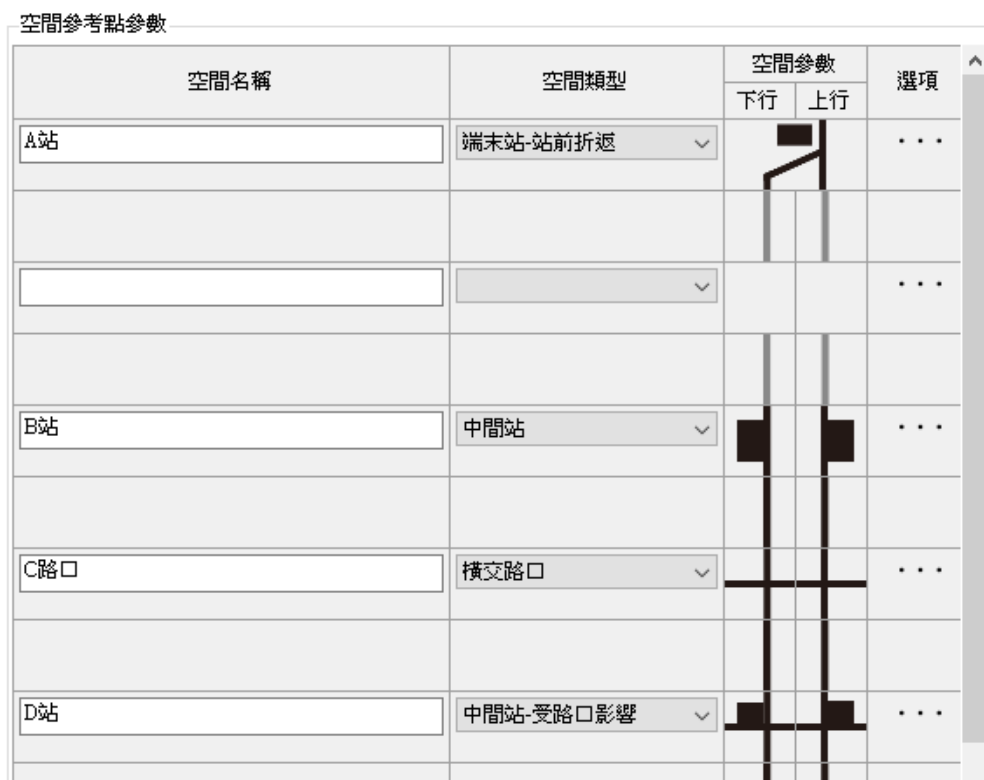 空間參考點參數
空間名稱 空間類型 空間參數 選項
下行 上行
A站 端末站-站前折返 ...
...
B站 中間站 ...
C路口 橫交路口 ...
D站 中間站-受路口影響 ...